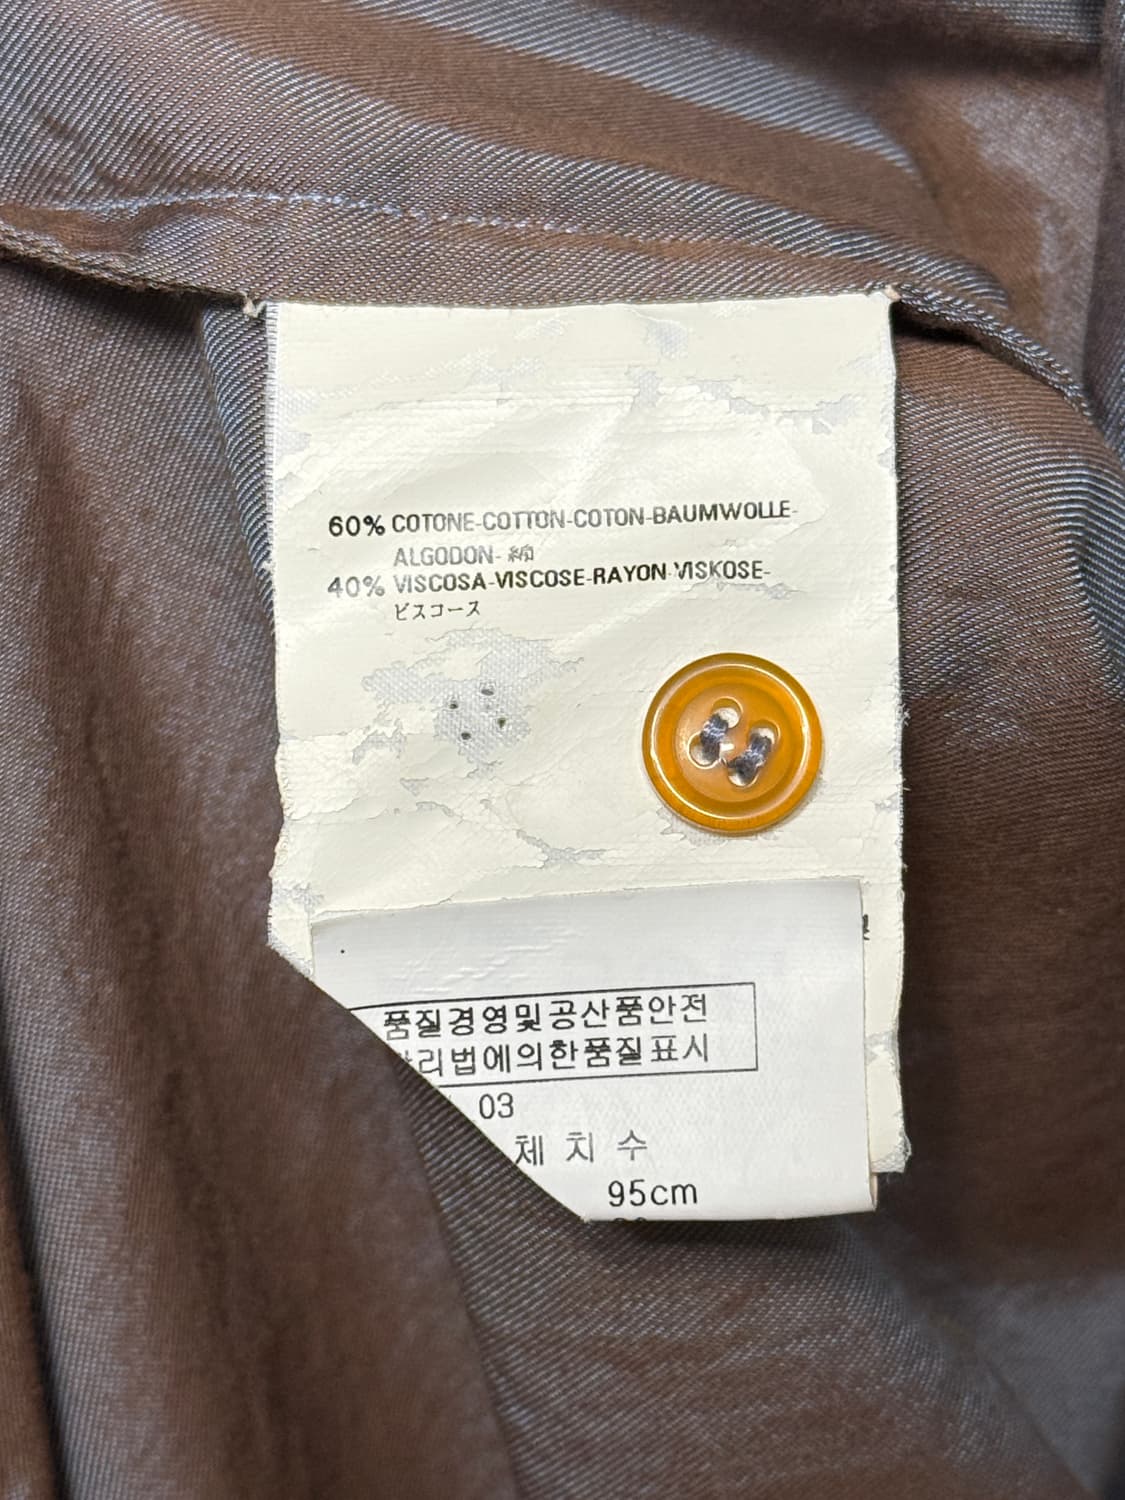 60% COTONE-COTTON-COTON-BAUMWOLLE-
ALGODON- 綿
40% VISCOSA-VISCOSE-RAYON-VISKOSE-
ビスコース
품질경영및공산품안전
리법에의한품질표시
03
체 치 수
95cm